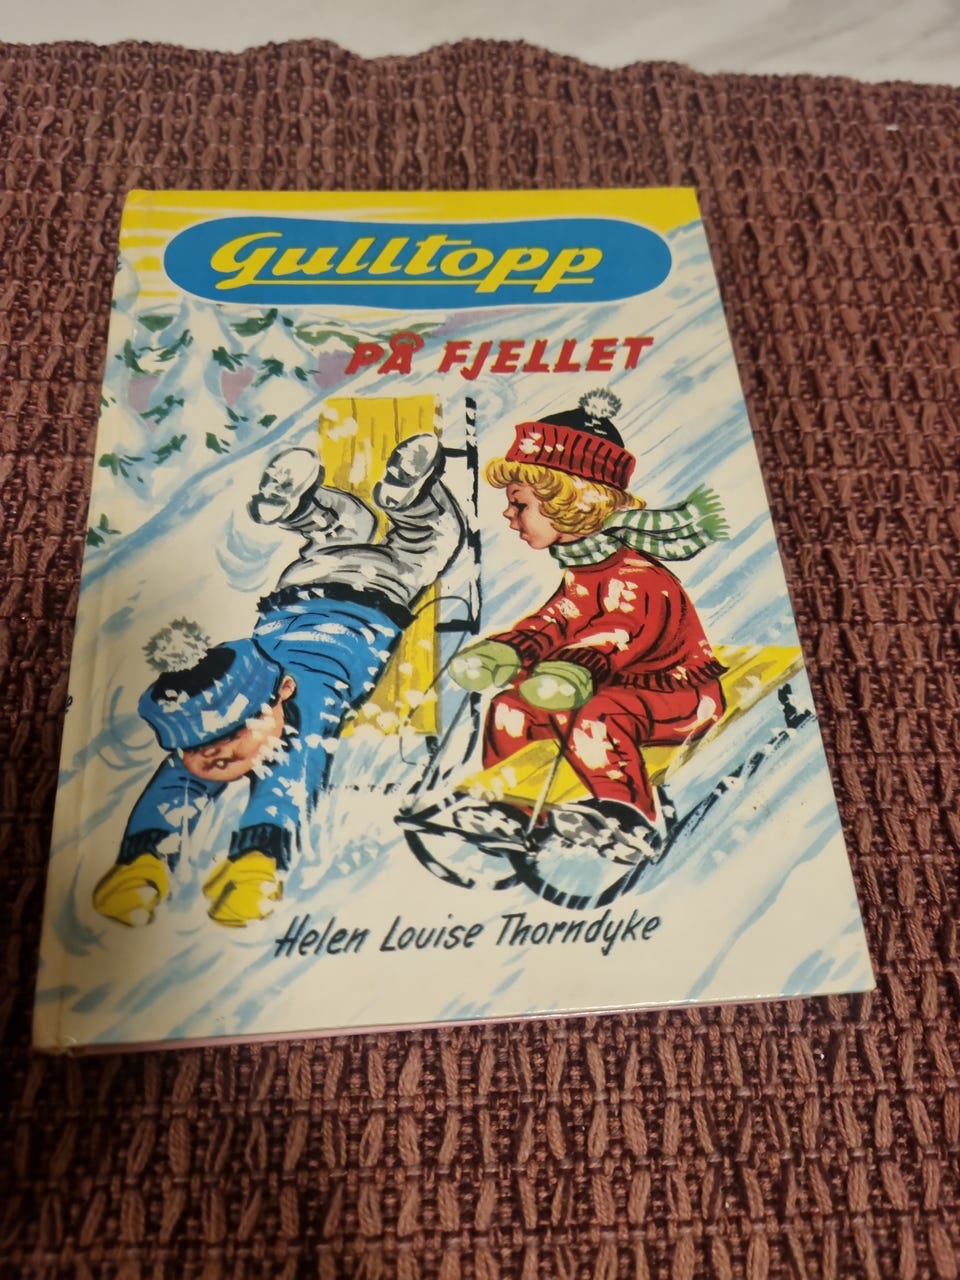 Gulltopp
PÅ FJELLET
Helen Louise Thorndyke